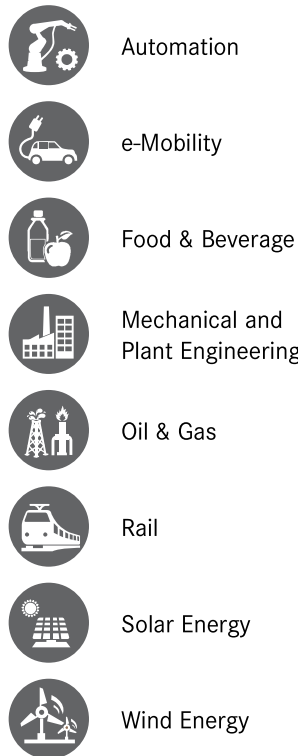 Automation
e-Mobility
Food & Beverage
Mechanical and
Plant Engineering
Oil & Gas
Rail
Solar Energy
Wind Energy